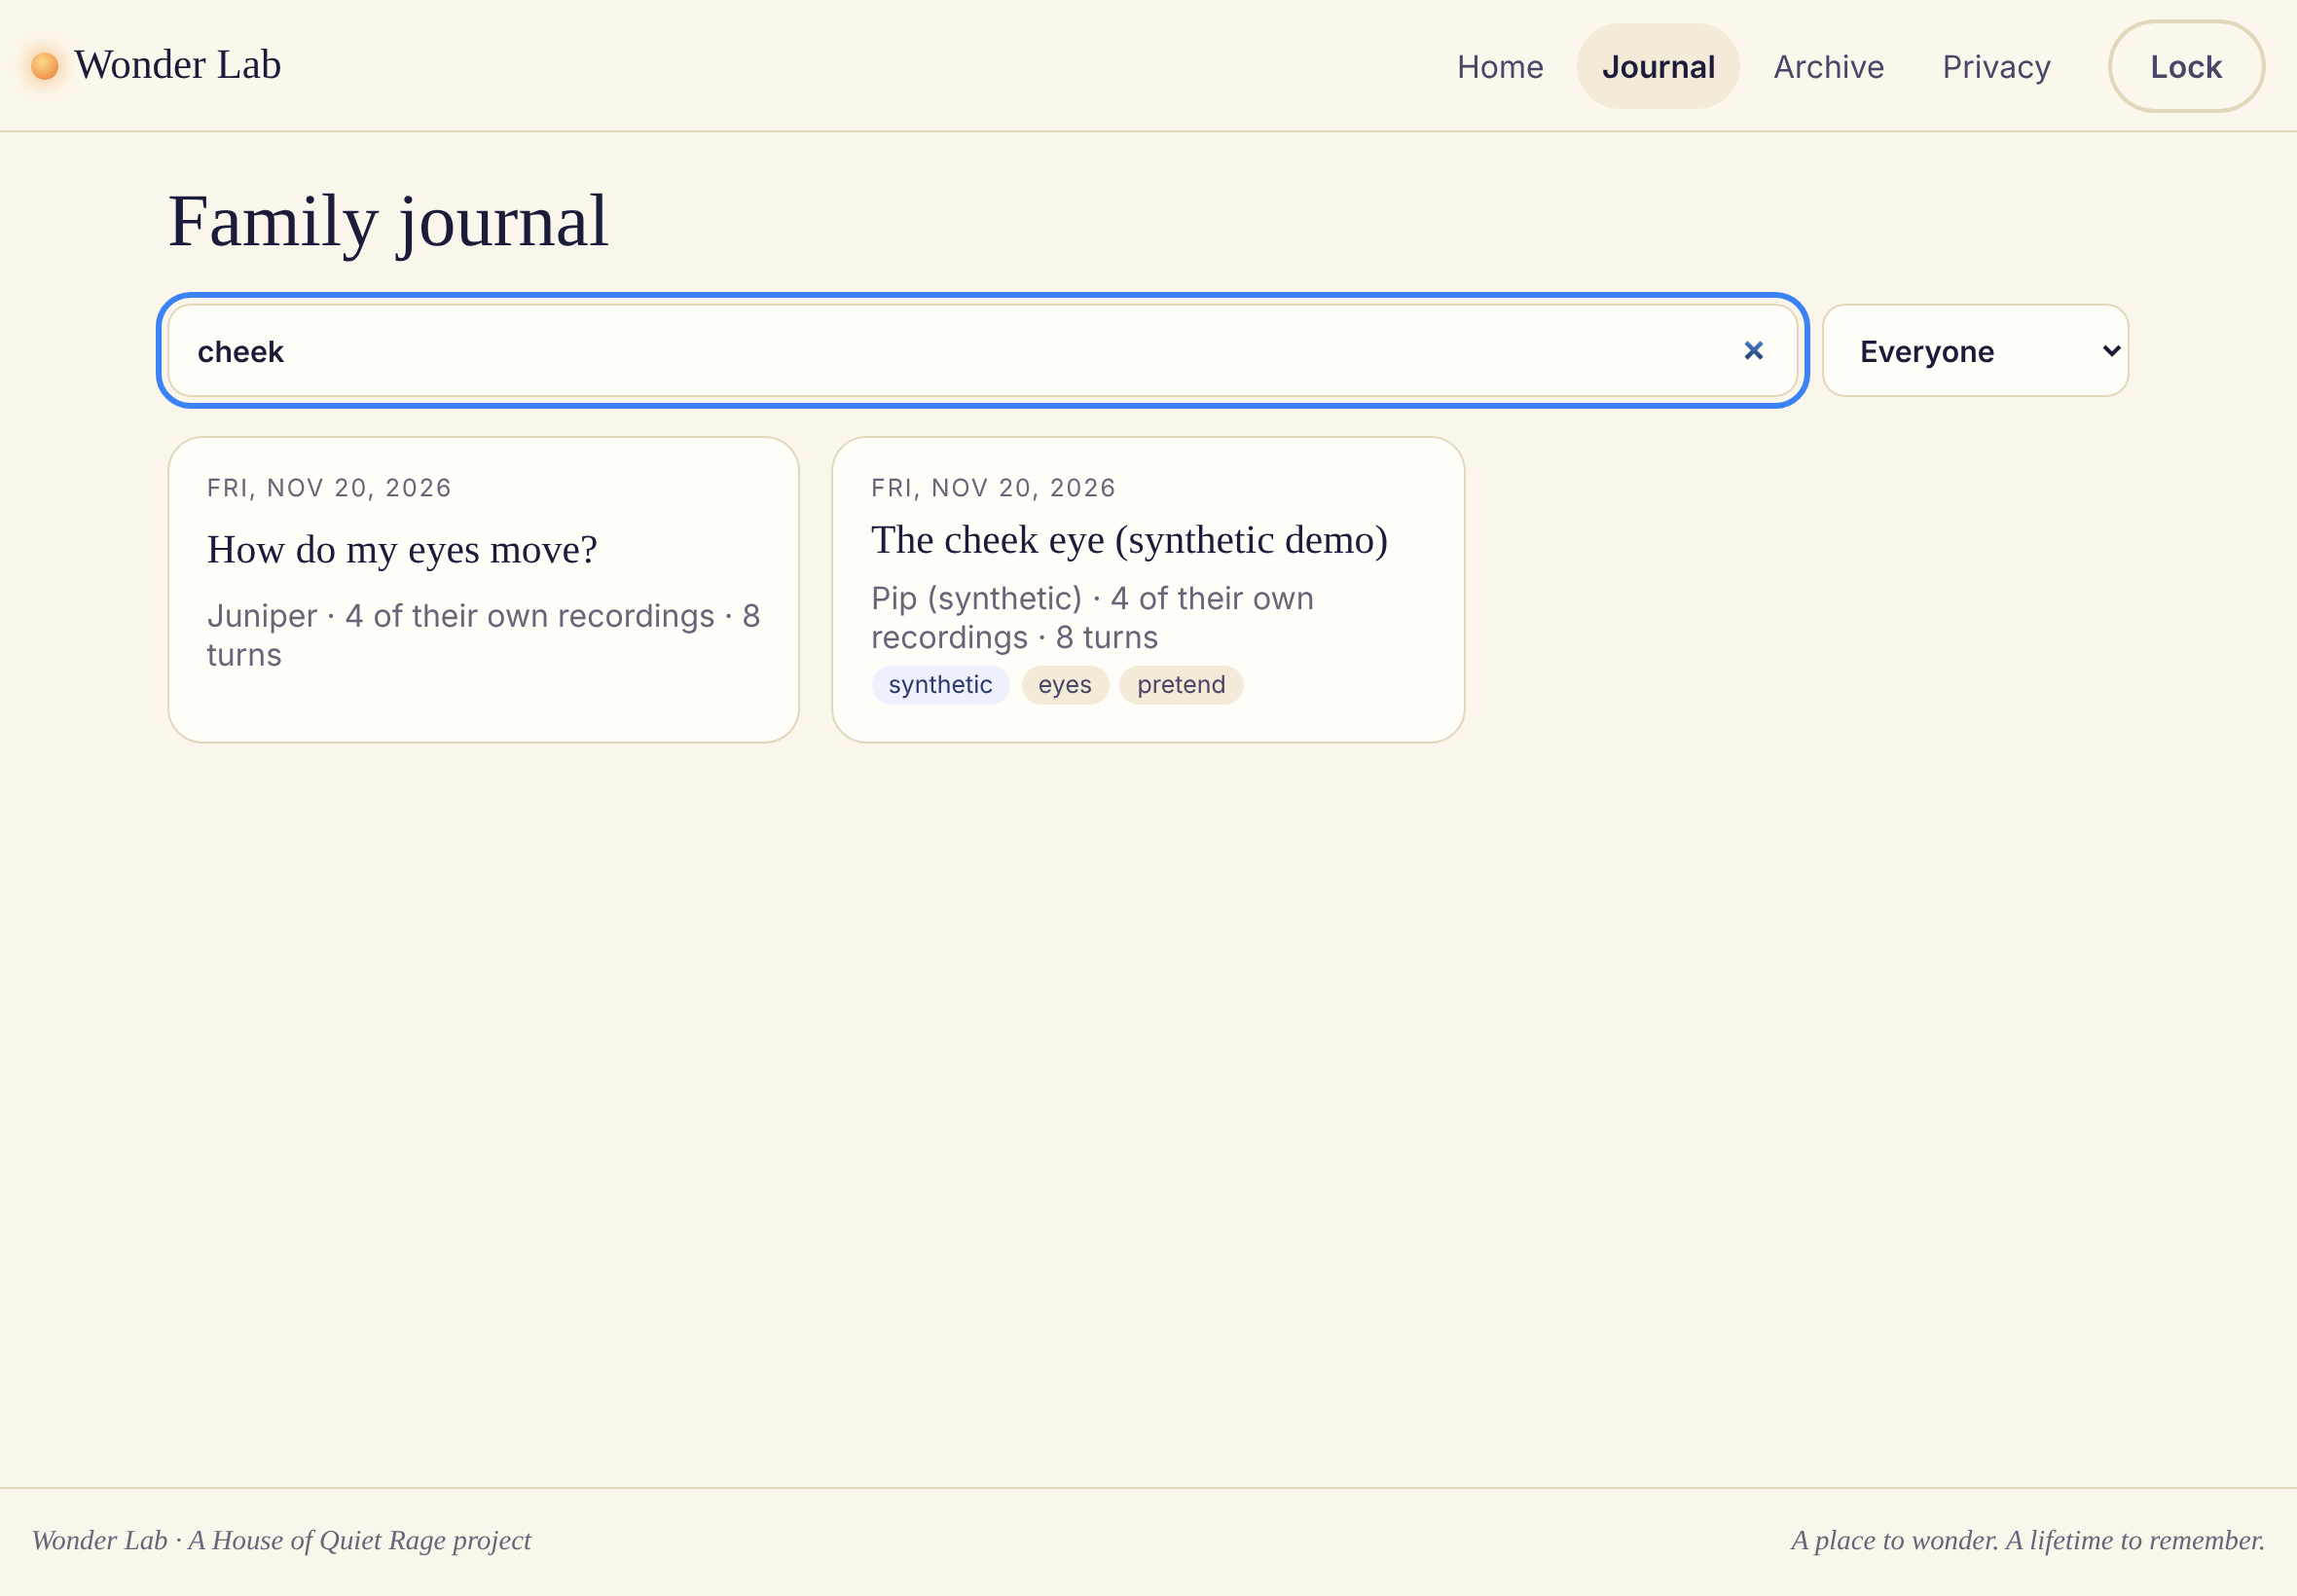 Wonder Lab
Home
Journal
Archive
Privacy
Lock
Family journal
cheek
Everyone
FRI, NOV 20, 2026
How do my eyes move?
Juniper · 4 of their own recordings · 8
turns
FRI, NOV 20, 2026
The cheek eye (synthetic demo)
Pip (synthetic) · 4 of their own
recordings · 8 turns
synthetic
eyes
pretend
Wonder Lab · A House of Quiet Rage project
A place to wonder. A lifetime to remember.